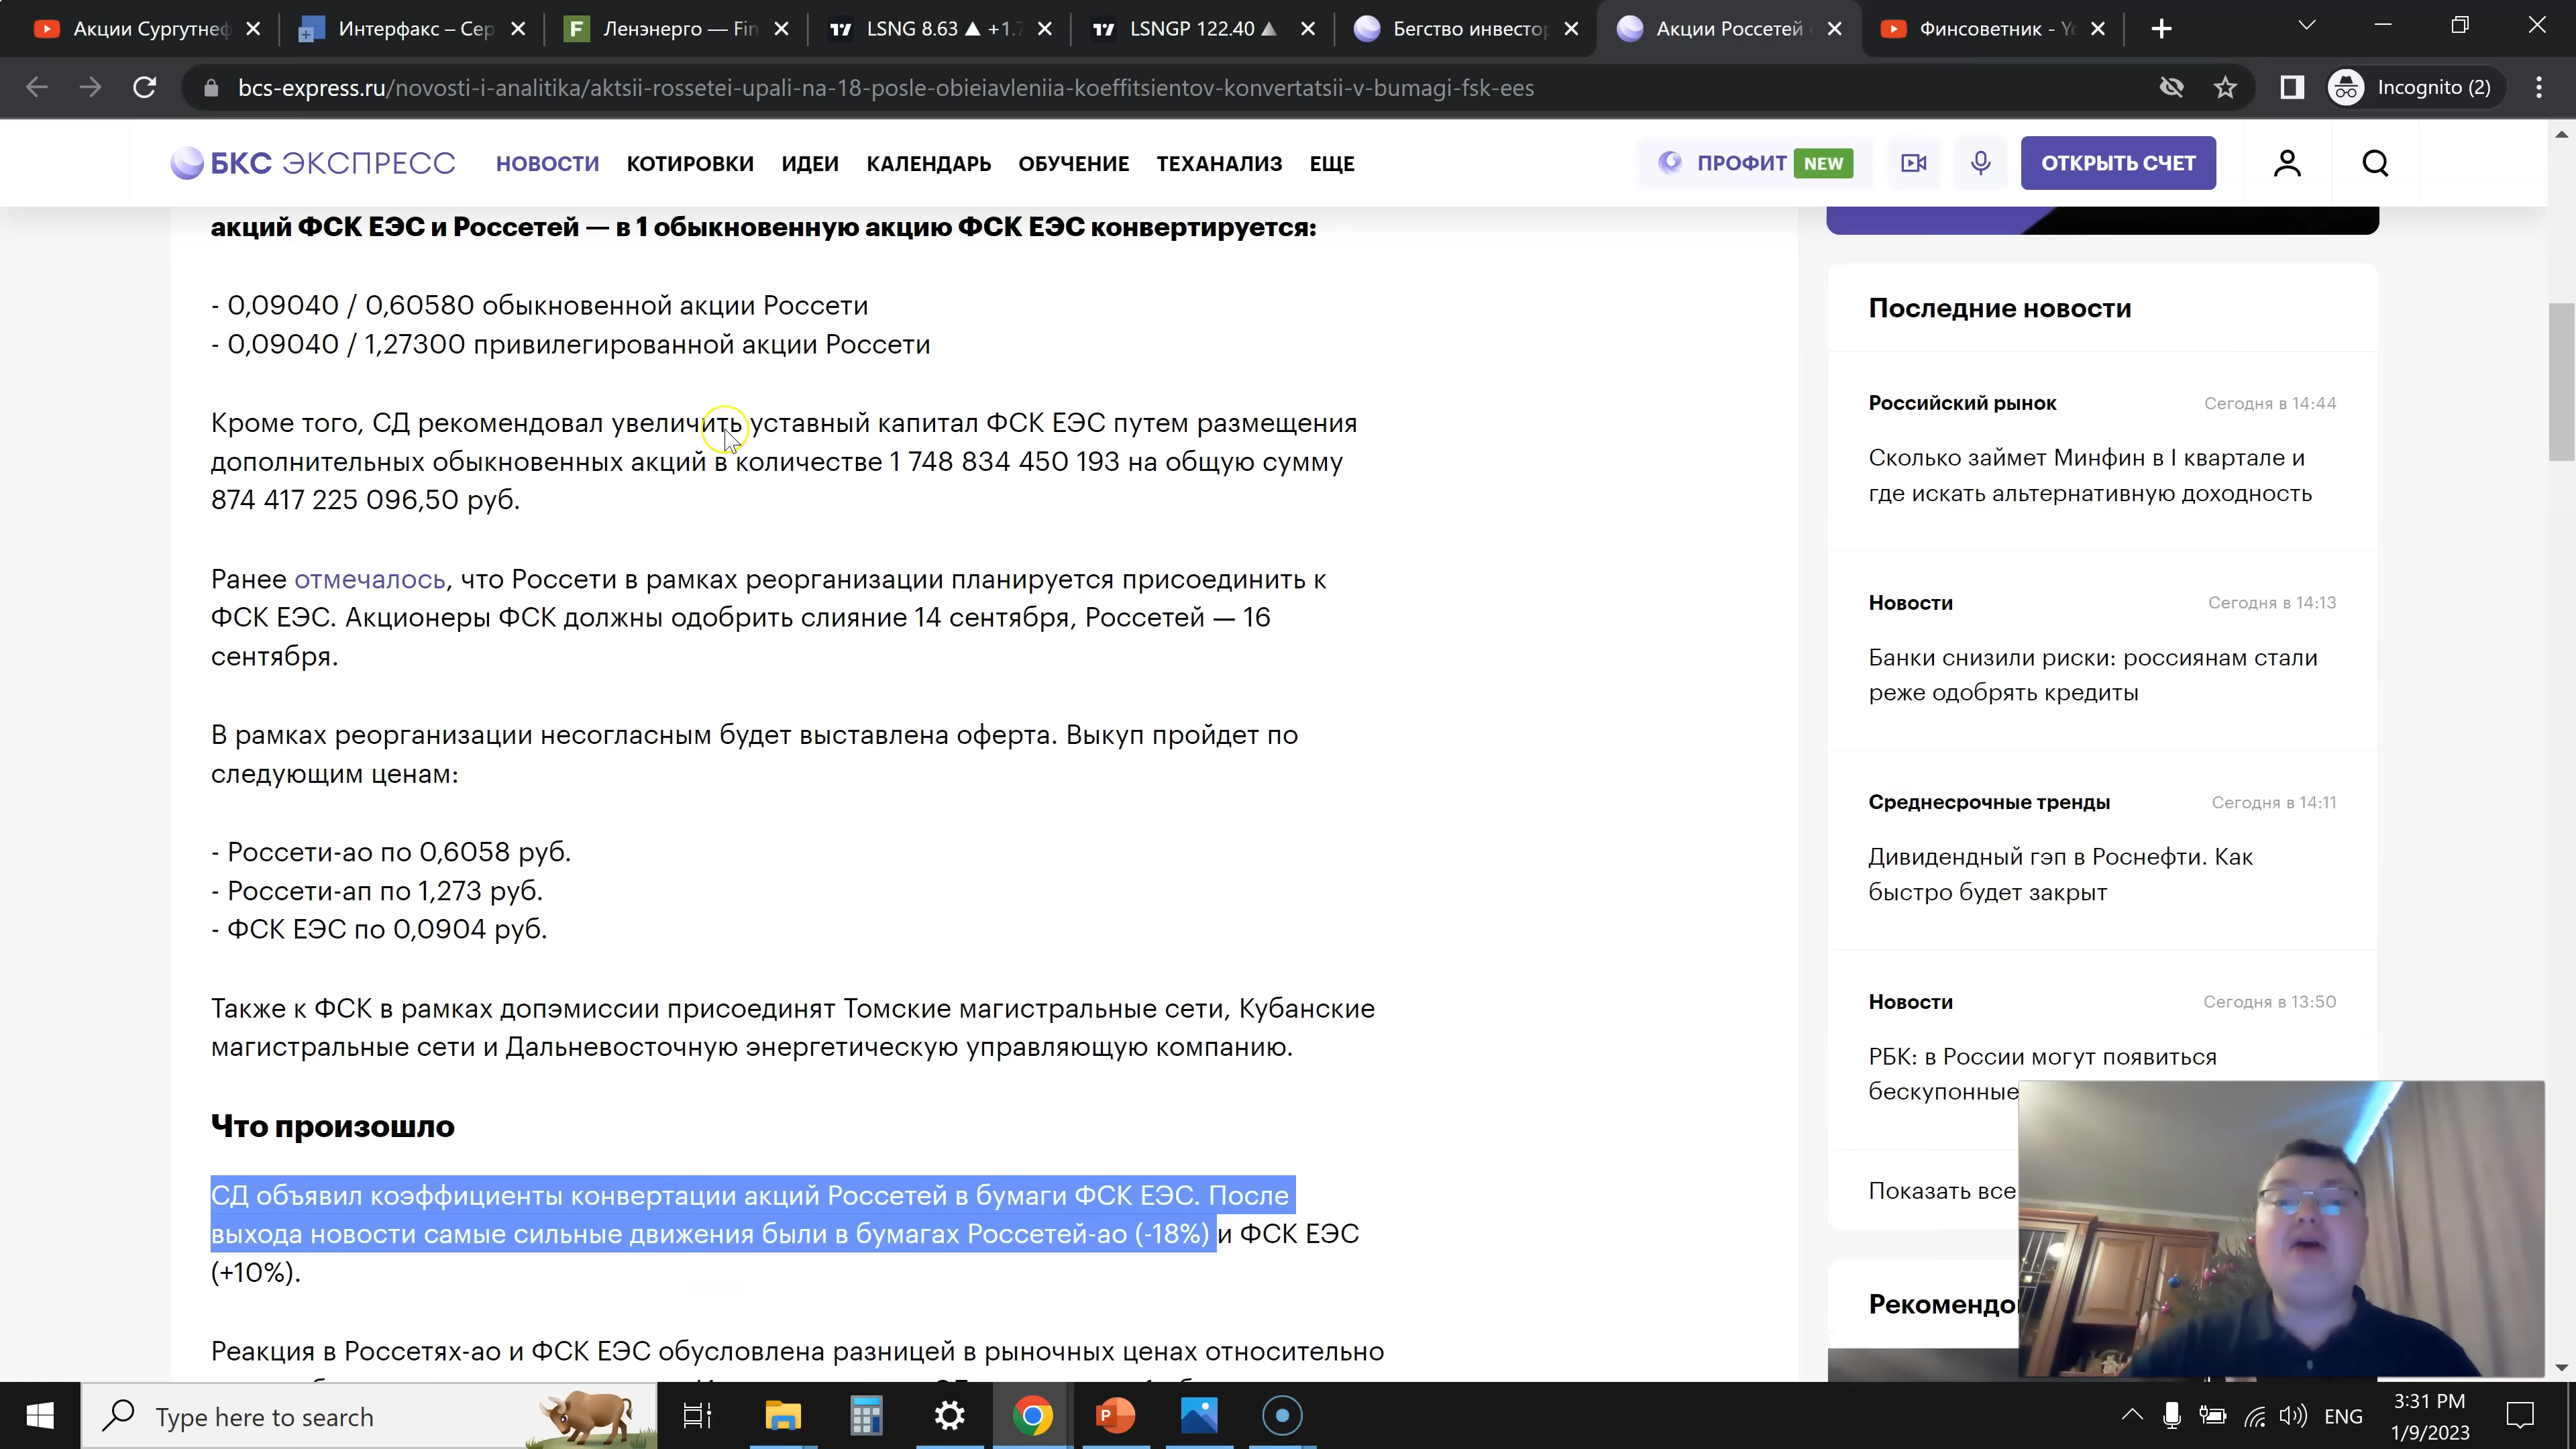 Акции Сургутнеф
Интерфакс – Сер
Ленэнерго — Fin
LSNG 8.63 ▲ +1.7
LSNGP 122.40 ▲
Бегство инвестор
Акции Россетей
Финсоветник - Yo
bcs-express.ru/novosti-i-analitika/aktsii-rossetei-upali-na-18-posle-obieiavleniia-koeffitsientov-konvertatsii-v-bumagi-fsk-ees
Incognito (2)
БКС ЭКСПРЕСС
НОВОСТИ
КОТИРОВКИ
ИДЕИ
КАЛЕНДАРЬ
ОБУЧЕНИЕ
ТЕХАНАЛИЗ
ЕЩЕ
ПРОФИТ NEW
ОТКРЫТЬ СЧЕТ
акций ФСК ЕЭС и Россетей — в 1 обыкновенную акцию ФСК ЕЭС конвертируется:
- 0,09040 / 0,60580 обыкновенной акции Россети
- 0,09040 / 1,27300 привилегированной акции Россети
Кроме того, СД рекомендовал увеличить уставный капитал ФСК ЕЭС путем размещения
дополнительных обыкновенных акций в количестве 1 748 834 450 193 на общую сумму
874 417 225 096,50 руб.
Ранее отмечалось, что Россети в рамках реорганизации планируется присоединить к
ФСК ЕЭС. Акционеры ФСК должны одобрить слияние 14 сентября, Россетей — 16
сентября.
В рамках реорганизации несогласным будет выставлена оферта. Выкуп пройдет по
следующим ценам:
- Россети-ао по 0,6058 руб.
- Россети-ап по 1,273 руб.
- ФСК ЕЭС по 0,0904 руб.
Также к ФСК в рамках допэмиссии присоединят Томские магистральные сети, Кубанские
магистральные сети и Дальневосточную энергетическую управляющую компанию.
Что произошло
СД объявил коэффициенты конвертации акций Россетей в бумаги ФСК ЕЭС. После
выхода новости самые сильные движения были в бумагах Россетей-ао (-18%) и ФСК ЕЭС
(+10%).
Реакция в Россетях-ао и ФСК ЕЭС обусловлена разницей в рыночных ценах относительно
Последние новости
Российский рынок
Сегодня в 14:44
Сколько займет Минфин в I квартале и
где искать альтернативную доходность
Новости
Сегодня в 14:13
Банки снизили риски: россиянам стали
реже одобрять кредиты
Среднесрочные тренды
Сегодня в 14:11
Дивидендный гэп в Роснефти. Как
быстро будет закрыт
Новости
Сегодня в 13:50
РБК: в России могут появиться
бескупонные
Показать все
Рекомендо
Type here to search
ENG
3:31 PM
1/9/2023